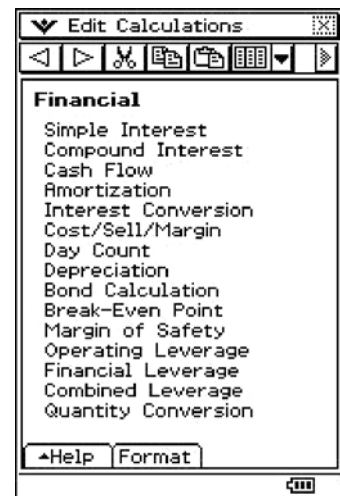 Edit Calculations
Financial
Simple Interest
Compound Interest
Cash Flow
Amortization
Interest Conversion
Cost/Sell/Margin
Day Count
Depreciation
Bond Calculation
Break-Even Point
Margin of Safety
Operating Leverage
Financial Leverage
Combined Leverage
Quantity Conversion
Help Format